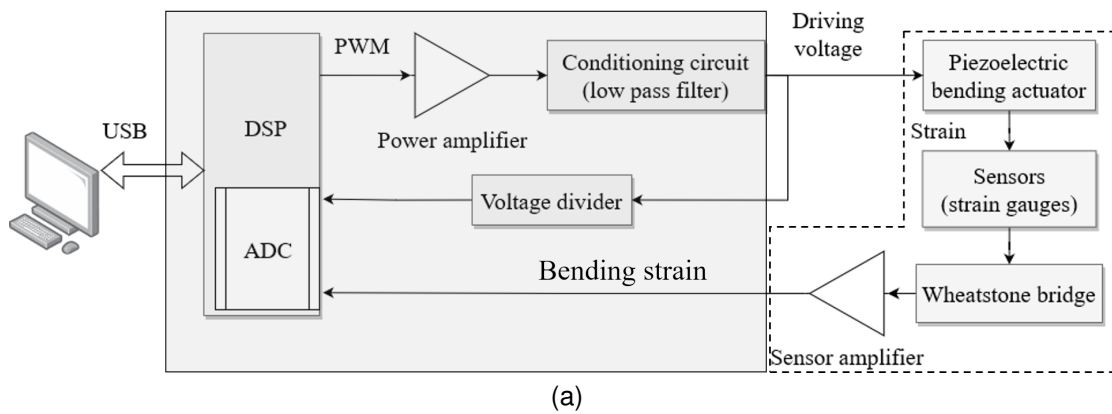 USB
DSP
ADC
PWM
Power amplifier
Conditioning circuit
(low pass filter)
Voltage divider
Bending strain
Driving
voltage
Piezoelectric
bending actuator
Strain
Sensors
(strain gauges)
Wheatstone bridge
Sensor amplifier
(a)